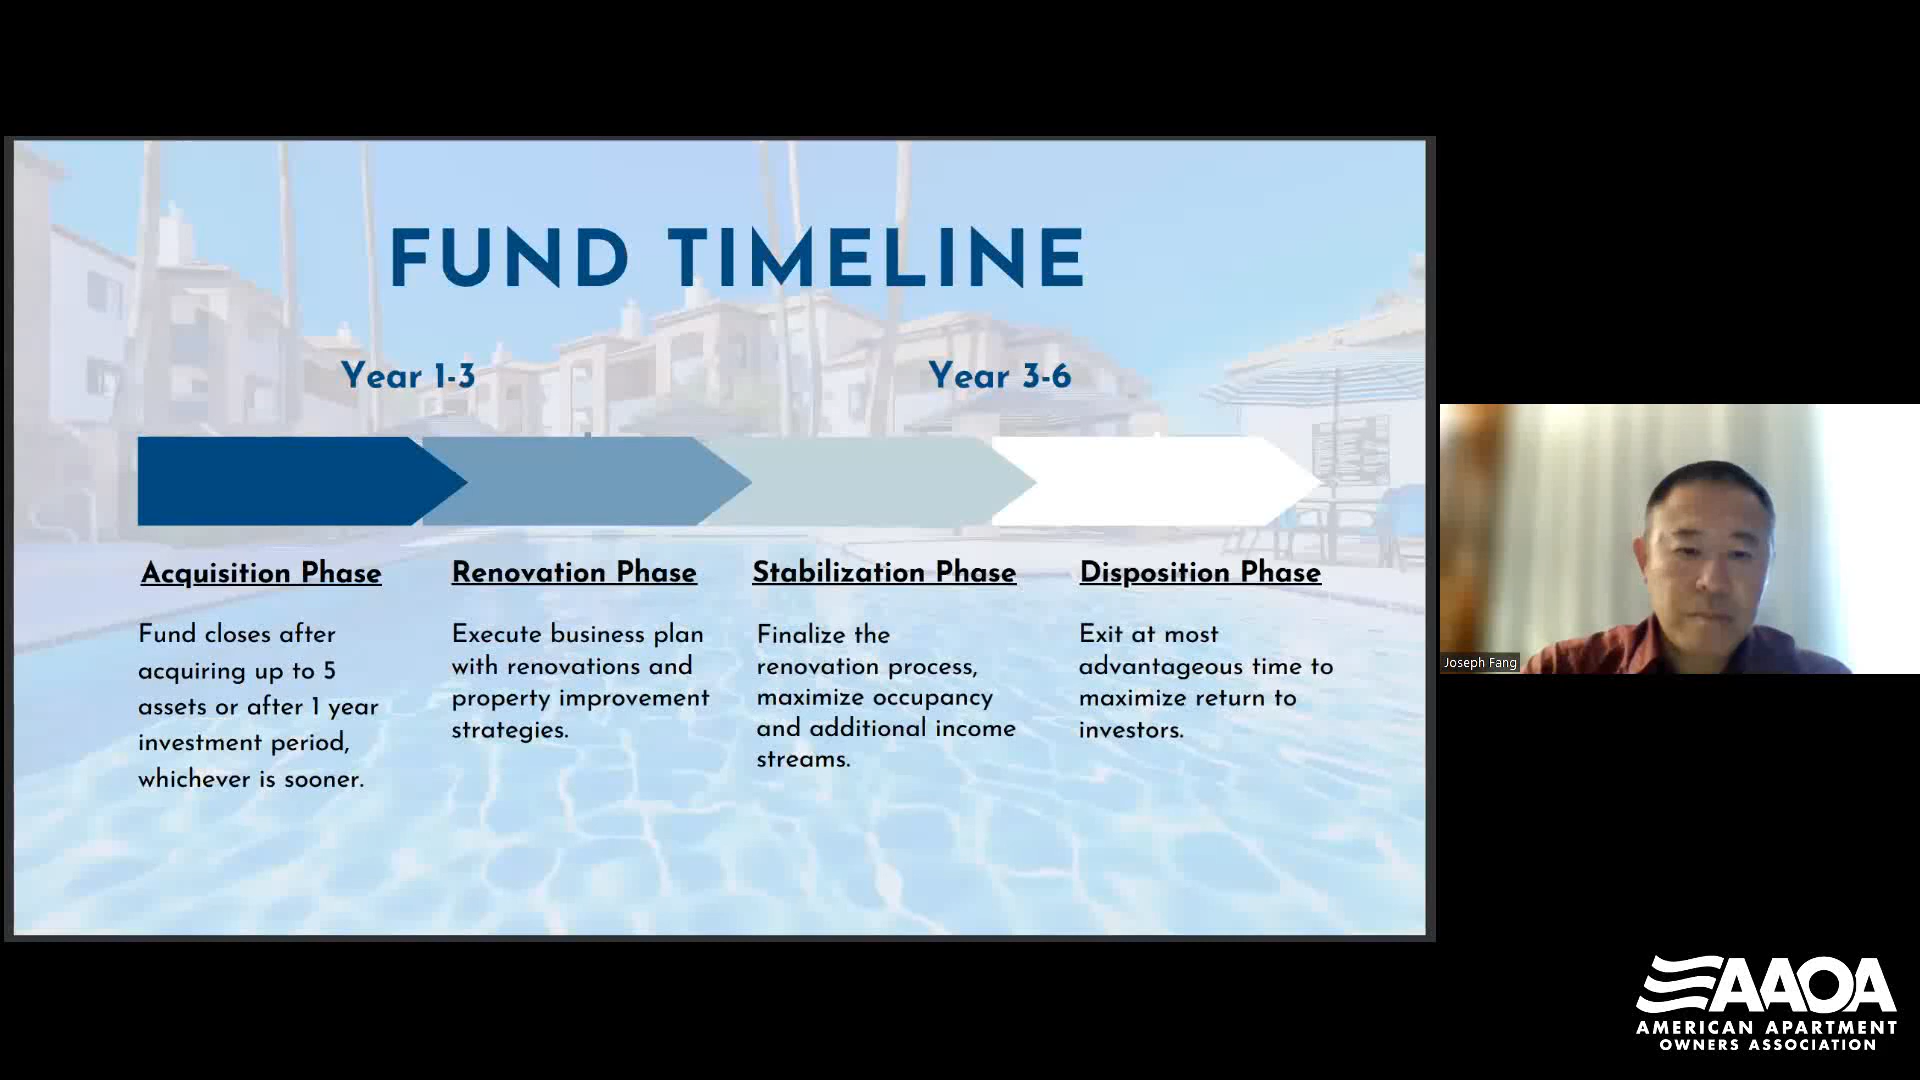 FUND TIMELINE
Year 1-3
Year 3-6
Acquisition Phase
Fund closes after
acquiring up to 5
assets or after 1 year
investment period,
whichever is sooner.
Renovation Phase
Execute business plan
with renovations and
property improvement
strategies.
Stabilization Phase
Finalize the
renovation process,
maximize occupancy
and additional income
streams.
Disposition Phase
Exit at most
advantageous time to
maximize return to
investors.
Joseph Fang
AAOA
AMERICAN APARTMENT
OWNERS ASSOCIATION